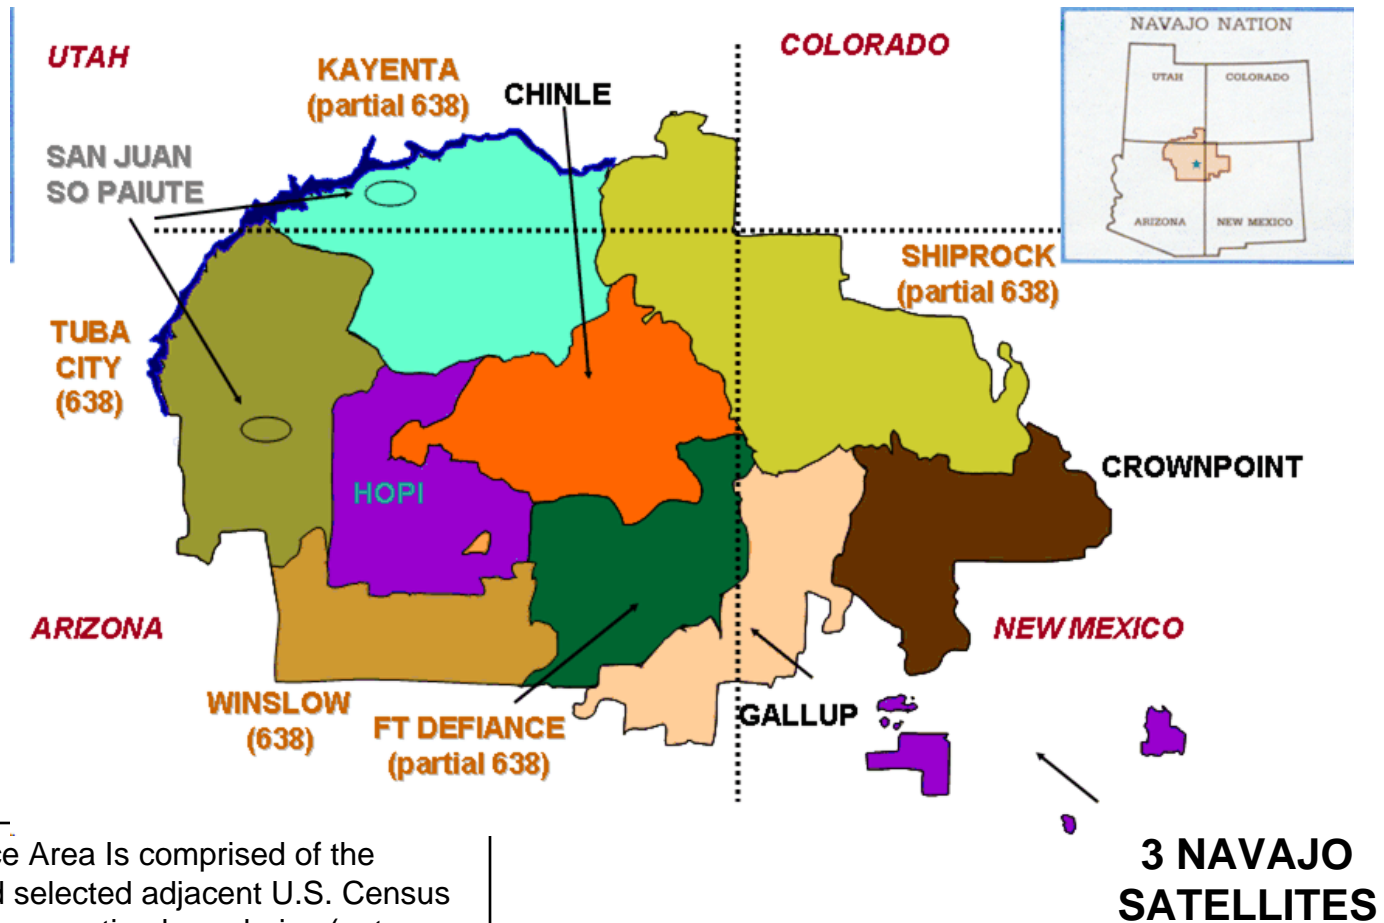 UTAH
COLORADO
KAYENTA
(partial 638)
CHINLE
SAN JUAN
SO PAIUTE
NAVAJO NATION
UTAH
COLORADO
ARIZONA
NEW MEXICO
SHIPROCK
(partial 638)
TUBA
CITY
(638)
HOPI
CROWNPOINT
ARIZONA
NEW MEXICO
WINSLOW
(638)
FT DEFIANCE
(partial 638)
GALLUP
3 NAVAJO
SATELLITES
Area Is comprised of the
selected adjacent U.S. Census